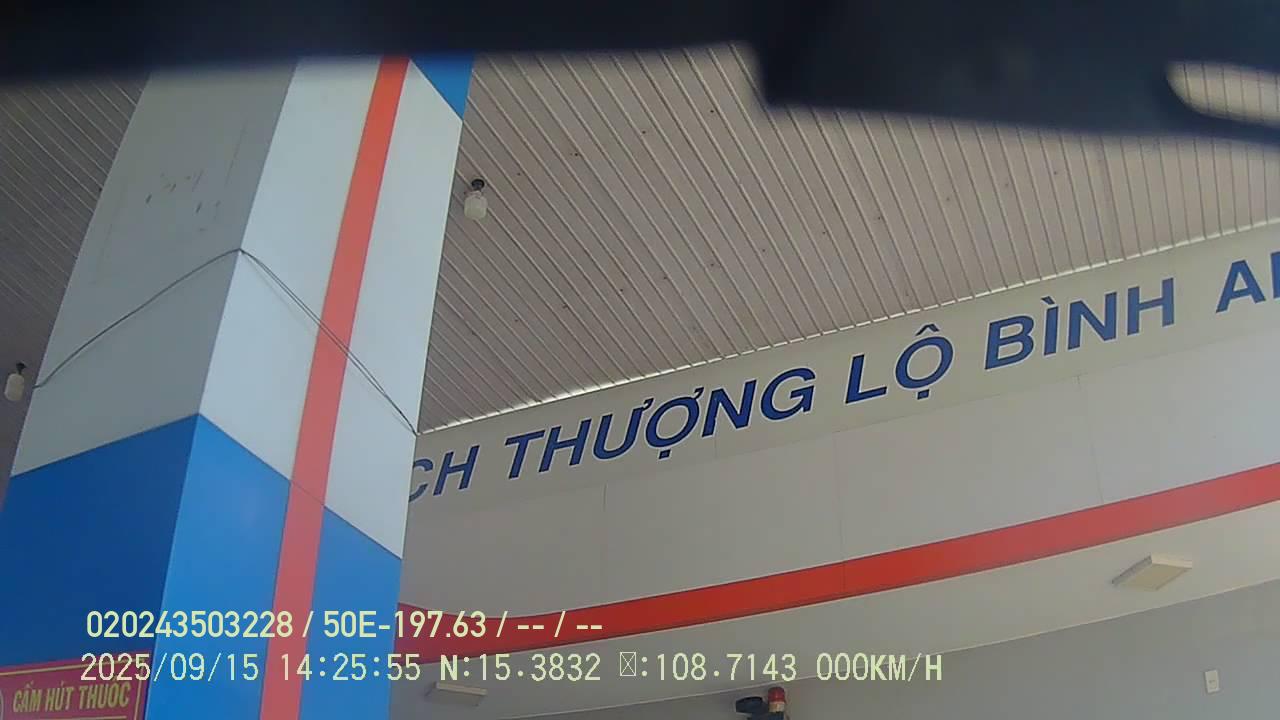 CH THƯỢNG LỘ BÌNH AN
020243503228 / 50E-197.63 / -- / --
2025/09/15 14:25:55 N:15.3832 :108.7143 000KM/H
CẤM HÚT THUỐC